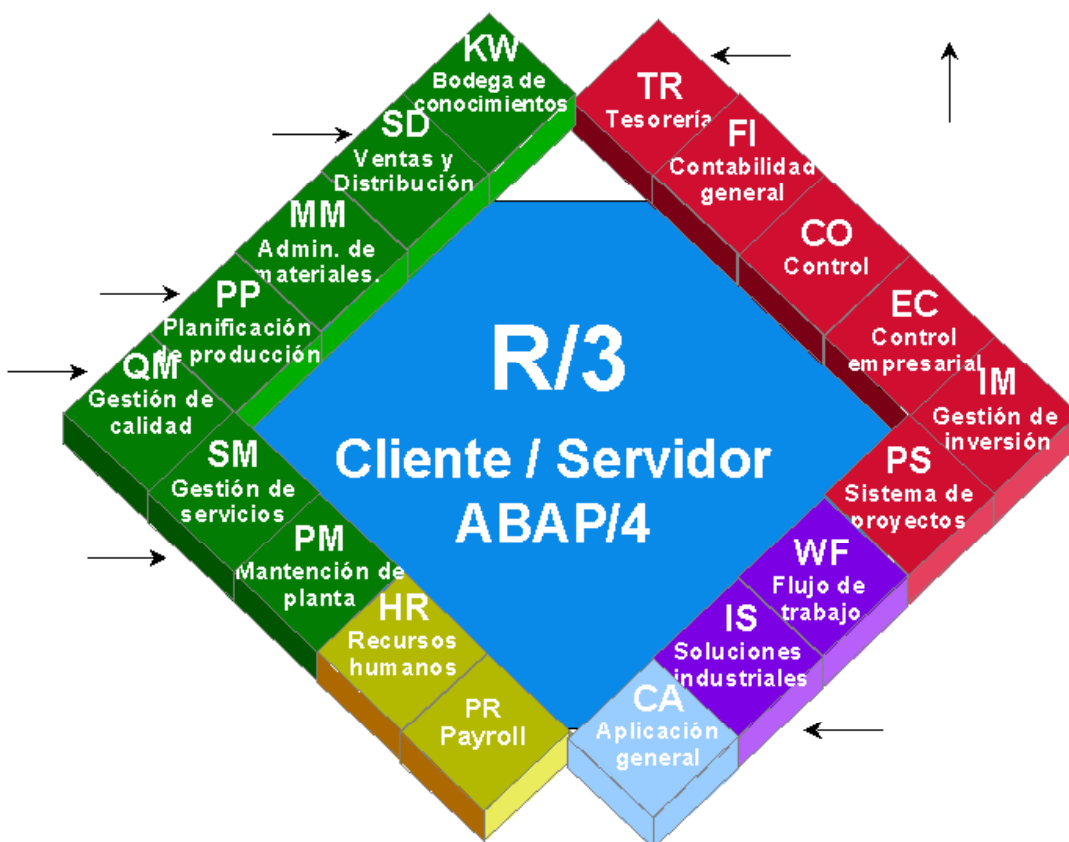 KW
Bodega de
conocimientos
SD
Ventas y
Distribución
MM
Admin. de
materiales.
PP
Planificación
de producción
QM
Gestión de
calidad
SM
Gestión de
servicios
PM
Mantención de
planta
HR
Recursos
humanos
PR
Payroll
R/3
Cliente / Servidor
ABAP/4
TR
Tesorería
FI
Contabilidad
general
CO
Control
EC
Control
empresarial
IM
Gestión de
inversión
PS
Sistema de
proyectos
WF
Flujo de
trabajo
IS
Soluciones
industriales
CA
Aplicación
general